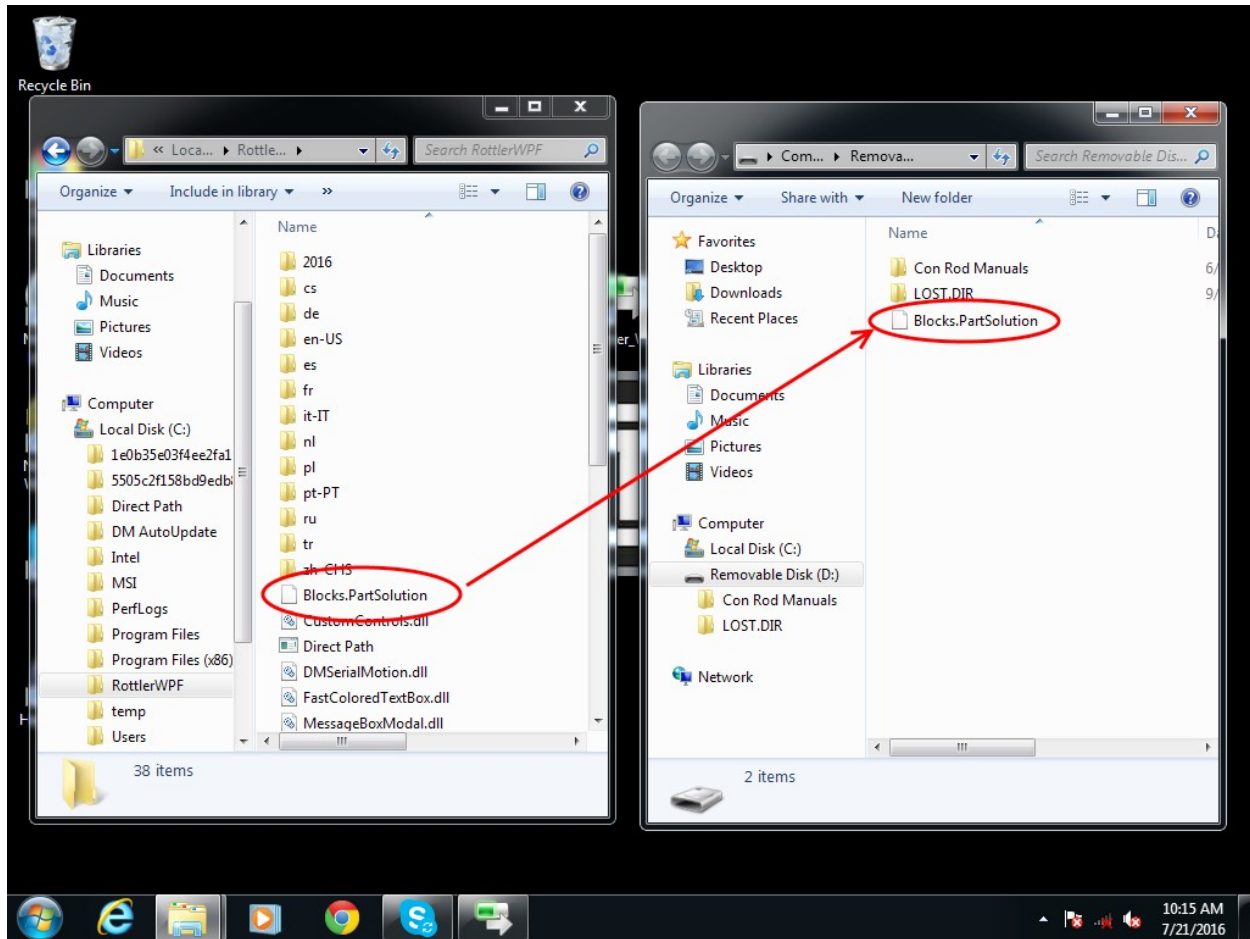 Recycle Bin
« Loca... ▸ Rottle... ▸
Search RottlerWPF
Organize
Include in library
»
Libraries
Documents
Music
Pictures
Videos
Computer
Local Disk (C:)
1e0b35e03f4ee2fa1
5505c2f158bd9edb
Direct Path
DM AutoUpdate
Intel
MSI
PerfLogs
Program Files
Program Files (x86)
RottlerWPF
temp
Users
Name
2016
cs
de
en-US
es
fr
it-IT
nl
pl
pt-PT
ru
tr
zh-CHS
Blocks.PartSolution
CustomControls.dll
Direct Path
DMSerialMotion.dll
FastColoredTextBox.dll
MessageBoxModal.dll
38 items
▸ Com... ▸ Remova...
Search Removable Dis...
Organize
Share with
New folder
Favorites
Desktop
Downloads
Recent Places
Libraries
Documents
Music
Pictures
Videos
Computer
Local Disk (C:)
Removable Disk (D:)
Con Rod Manuals
LOST.DIR
Network
Name
Con Rod Manuals
6/
LOST.DIR
9/
Blocks.PartSolution
2 items
er_
10:15 AM
7/21/2016